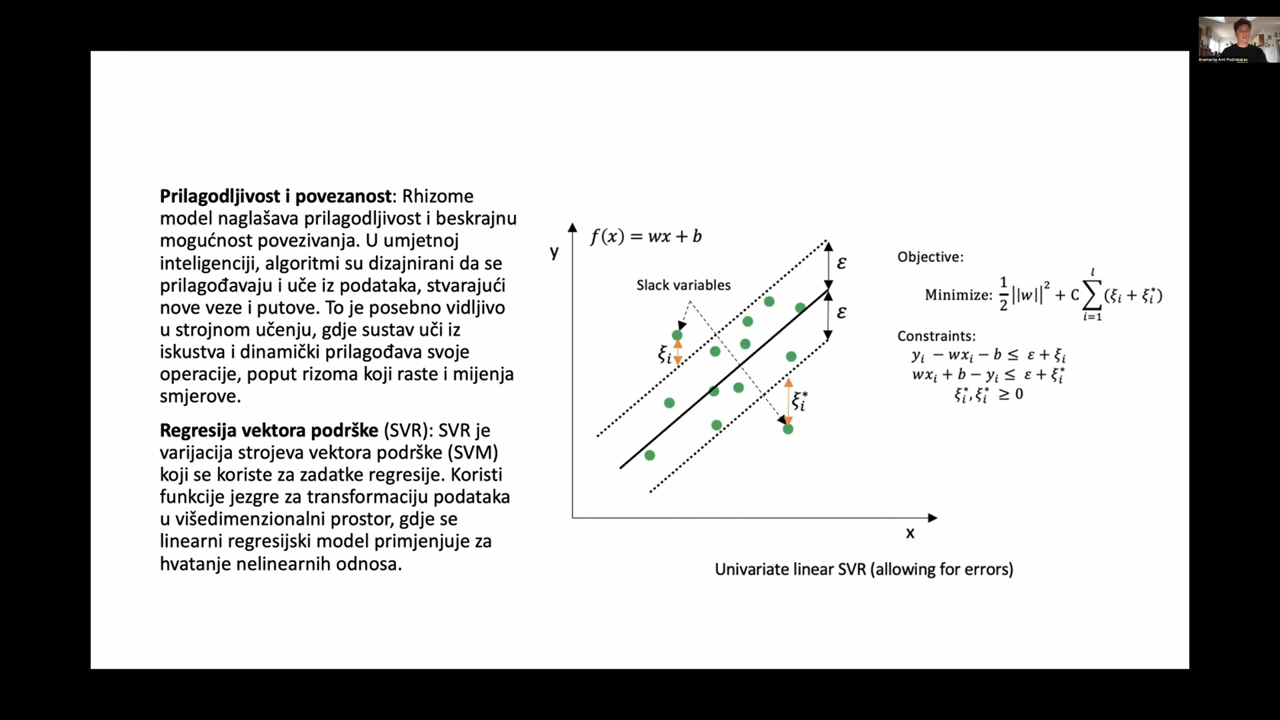 Anamarija Ami Podrebarac
Prilagodljivost i povezanost: Rhizome
model naglašava prilagodljivost i beskrajnu
mogućnost povezivanja. U umjetnoj
inteligenciji, algoritmi su dizajnirani da se
prilagođavaju i uče iz podataka, stvarajući
nove veze i putove. To je posebno vidljivo
u strojnom učenju, gdje sustav uči iz
iskustva i dinamički prilagođava svoje
operacije, poput rizoma koji raste i mijenja
smjerove.
Regresija vektora podrške (SVR): SVR je
varijacija strojeva vektora podrške (SVM)
koji se koriste za zadatke regresije. Koristi
funkcije jezgre za transformaciju podataka
u višedimenzionalni prostor, gdje se
linearni regresijski model primjenjuje za
hvatanje nelinearnih odnosa.
y
f(x) = wx + b
Slack variables
ε
ε
ξᵢ
ξᵢ*
x
Univariate linear SVR (allowing for errors)
Objective:
Minimize: 1/2 ||w||² + C ∑ᵢ₌₁ˡ (ξᵢ + ξᵢ*)
Constraints:
yᵢ − wxᵢ − b ≤ ε + ξᵢ
wxᵢ + b − yᵢ ≤ ε + ξᵢ*
ξᵢ*, ξᵢ* ≥ 0